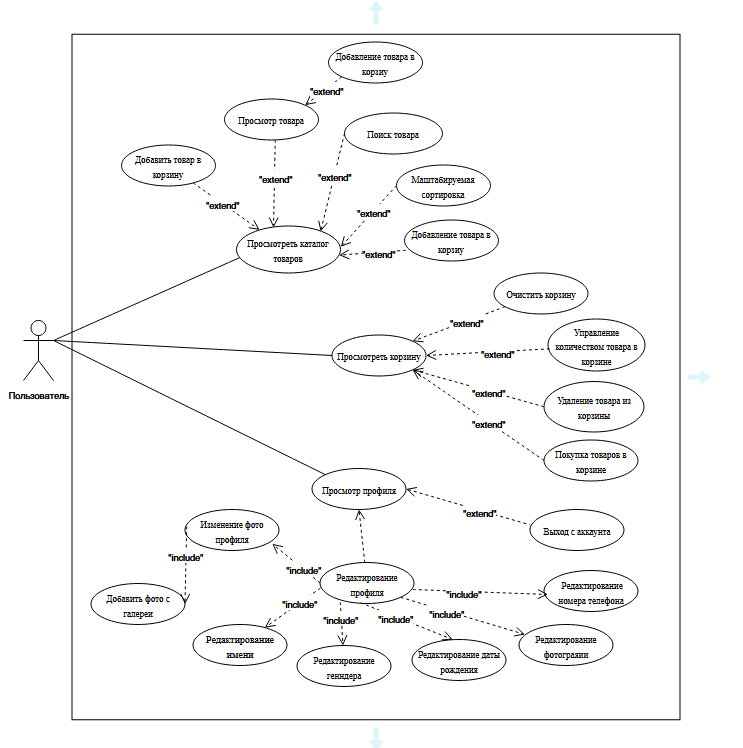 Добавление товара в
корзиу
"extend"
Просмотр товара
Поиск товара
Добавить товар в
корзину
"extend"
"extend"
"extend"
Маштабируемая
сортировка
"extend"
Просмотреть каталог
товаров
Добавление товара в
корзиу
"extend"
Очистить корзину
"extend"
Управление
количеством товара в
корзине
"extend"
Просмотреть корзину
Пользователь
Удаление товара из
корзины
"extend"
"extend"
Покупка товаров в
корзине
Просмотр профиля
"extend"
Выход с аккаунта
Изменение фото
профиля
"include"
"include"
Редактирование
профиля
Добавить фото с
галереи
"include"
"include"
"include"
"include"
"include"
Редактирование
номера телефона
Редактирование
имени
Редактирование
генндера
Редактирование даты
рождения
Редактирование
фотограяии